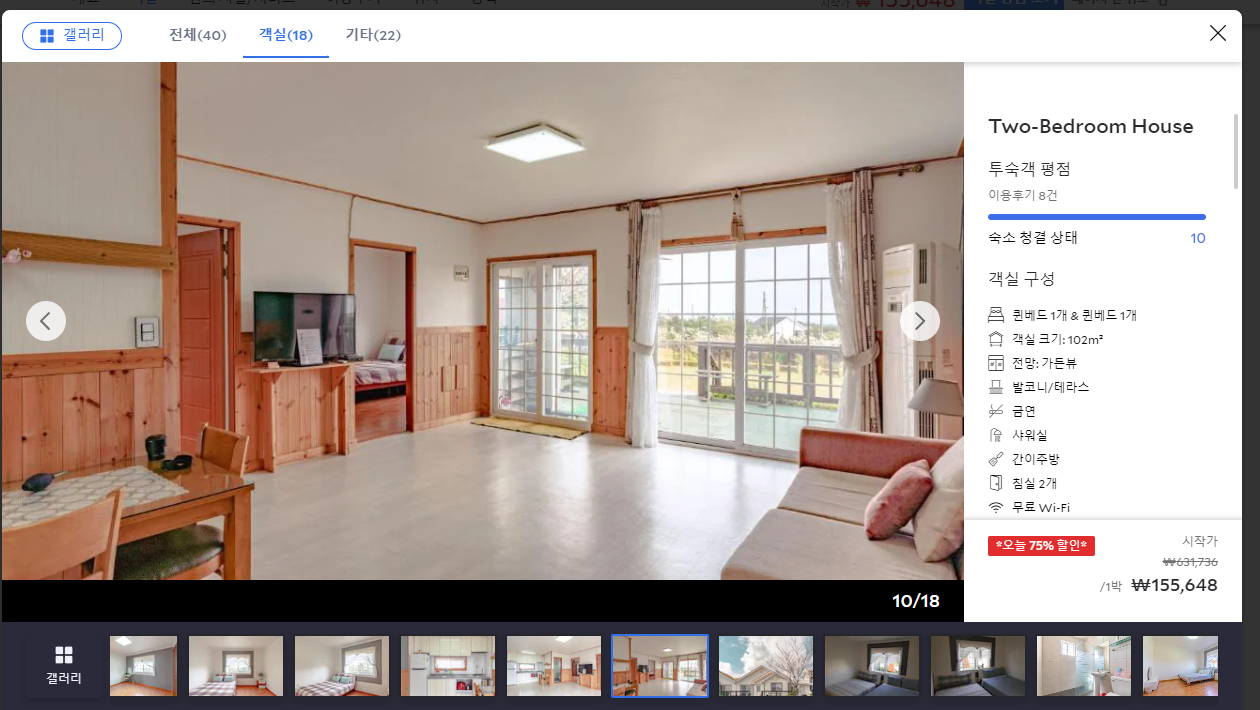 갤러리
전체(40)
객실(18)
기타(22)
Two-Bedroom House
투숙객 평점
이용후기 8건
숙소 청결 상태 10
객실 구성
퀸베드 1개 & 퀸베드 1개
객실 크기: 102m²
전망: 가든뷰
발코니/테라스
금연
샤워실
간이주방
침실 2개
무료 Wi-Fi
*오늘 75% 할인*
시작가
₩631,736
/1박 ₩155,648
10/18
갤러리